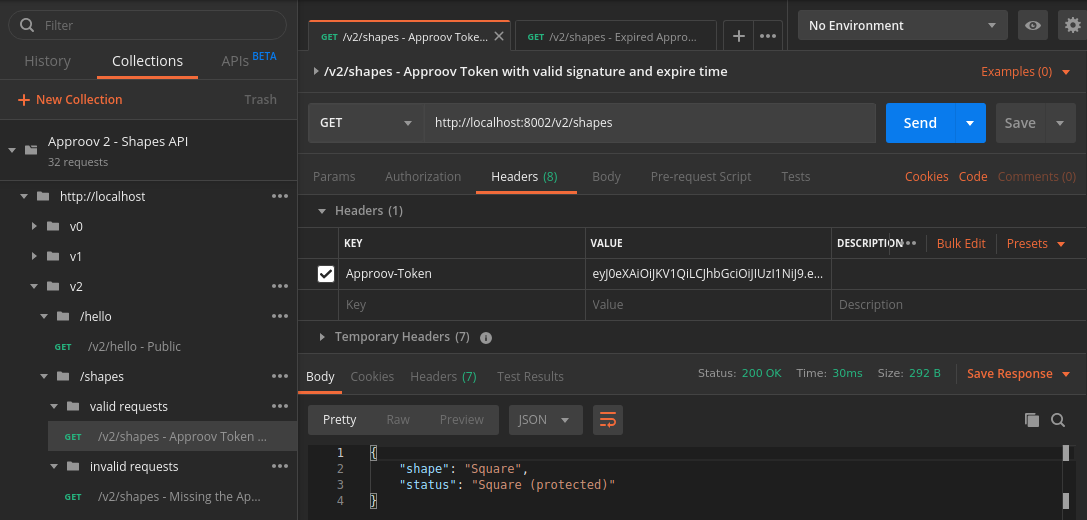 Filter
History Collections APIs BETA
New Collection Trash
Approov 2 - Shapes API
32 requests
http://localhost
v0
v1
v2
/hello
GET /v2/hello - Public
/shapes
valid requests
GET /v2/shapes - Approov Token ...
invalid requests
GET /v2/shapes - Missing the Ap...
GET /v2/shapes - Approov Toke...
GET /v2/shapes - Expired Appro...
No Environment
/v2/shapes - Approov Token with valid signature and expire time
Examples (0)
GET http://localhost:8002/v2/shapes Send Save
Params Authorization Headers (8) Body Pre-request Script Tests Cookies Code Comments (0)
Headers (1)
KEY VALUE DESCRIPTION Bulk Edit Presets
Approov-Token eyJ0eXAiOiJKV1QiLCJhbGciOiJIUzI1NiJ9.e...
Key Value Description
Temporary Headers (7)
Body Cookies Headers (7) Test Results Status: 200 OK Time: 30ms Size: 292 B Save Response
Pretty Raw Preview JSON
1 {
2 "shape": "Square",
3 "status": "Square (protected)"
4 }